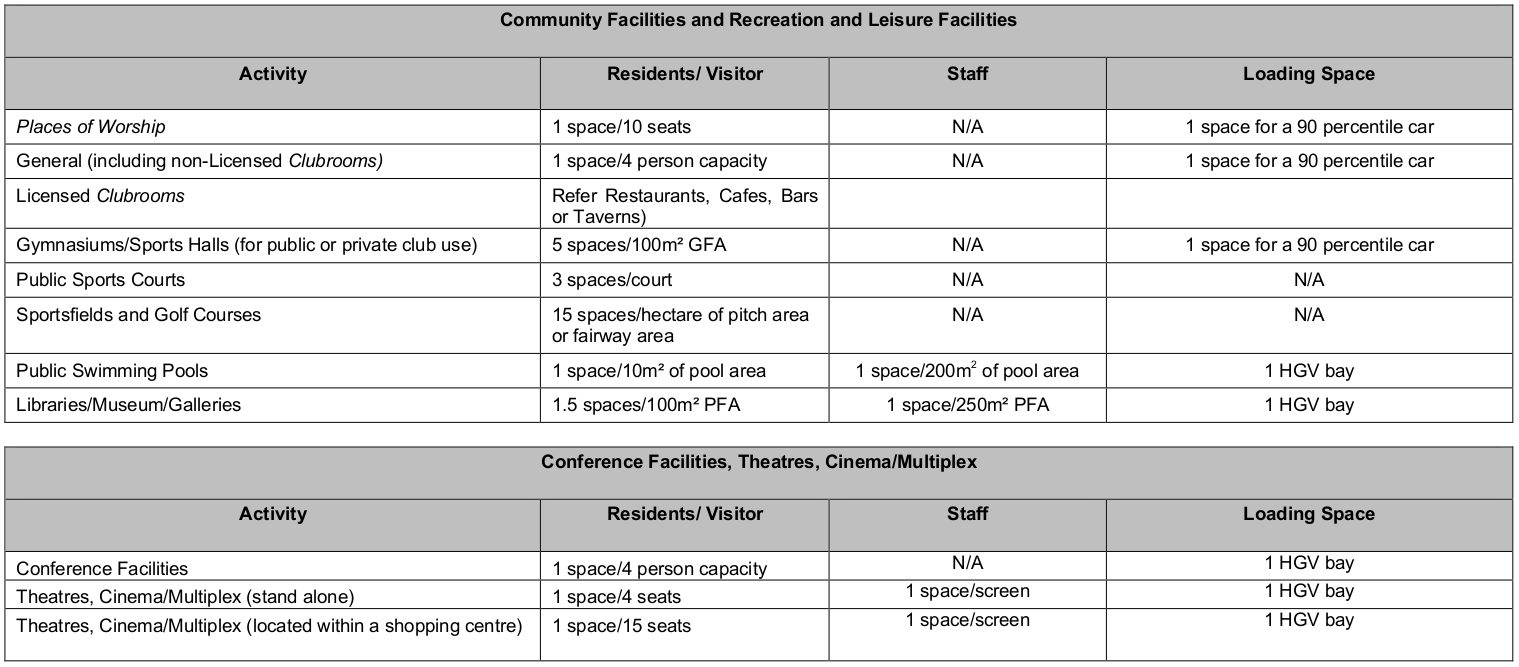 Community Facilities and Recreation and Leisure Facilities
Activity Residents/ Visitor Staff Loading Space
Places of Worship 1 space/10 seats N/A 1 space for a 90 percentile car
General (including non-Licensed Clubrooms) 1 space/4 person capacity N/A 1 space for a 90 percentile car
Licensed Clubrooms Refer Restaurants, Cafes, Bars
or Taverns)
Gymnasiums/Sports Halls (for public or private club use) 5 spaces/100m² GFA N/A 1 space for a 90 percentile car
Public Sports Courts 3 spaces/court N/A N/A
Sportsfields and Golf Courses 15 spaces/hectare of pitch area N/A N/A
or fairway area
Public Swimming Pools 1 space/10m² of pool area 1 space/200m² of pool area 1 HGV bay
Libraries/Museum/Galleries 1.5 spaces/100m² PFA 1 space/250m² PFA 1 HGV bay
Conference Facilities, Theatres, Cinema/Multiplex
Activity Residents/ Visitor Staff Loading Space
Conference Facilities 1 space/4 person capacity N/A 1 HGV bay
Theatres, Cinema/Multiplex (stand alone) 1 space/4 seats 1 space/screen 1 HGV bay
Theatres, Cinema/Multiplex (located within a shopping centre) 1 space/15 seats 1 space/screen 1 HGV bay